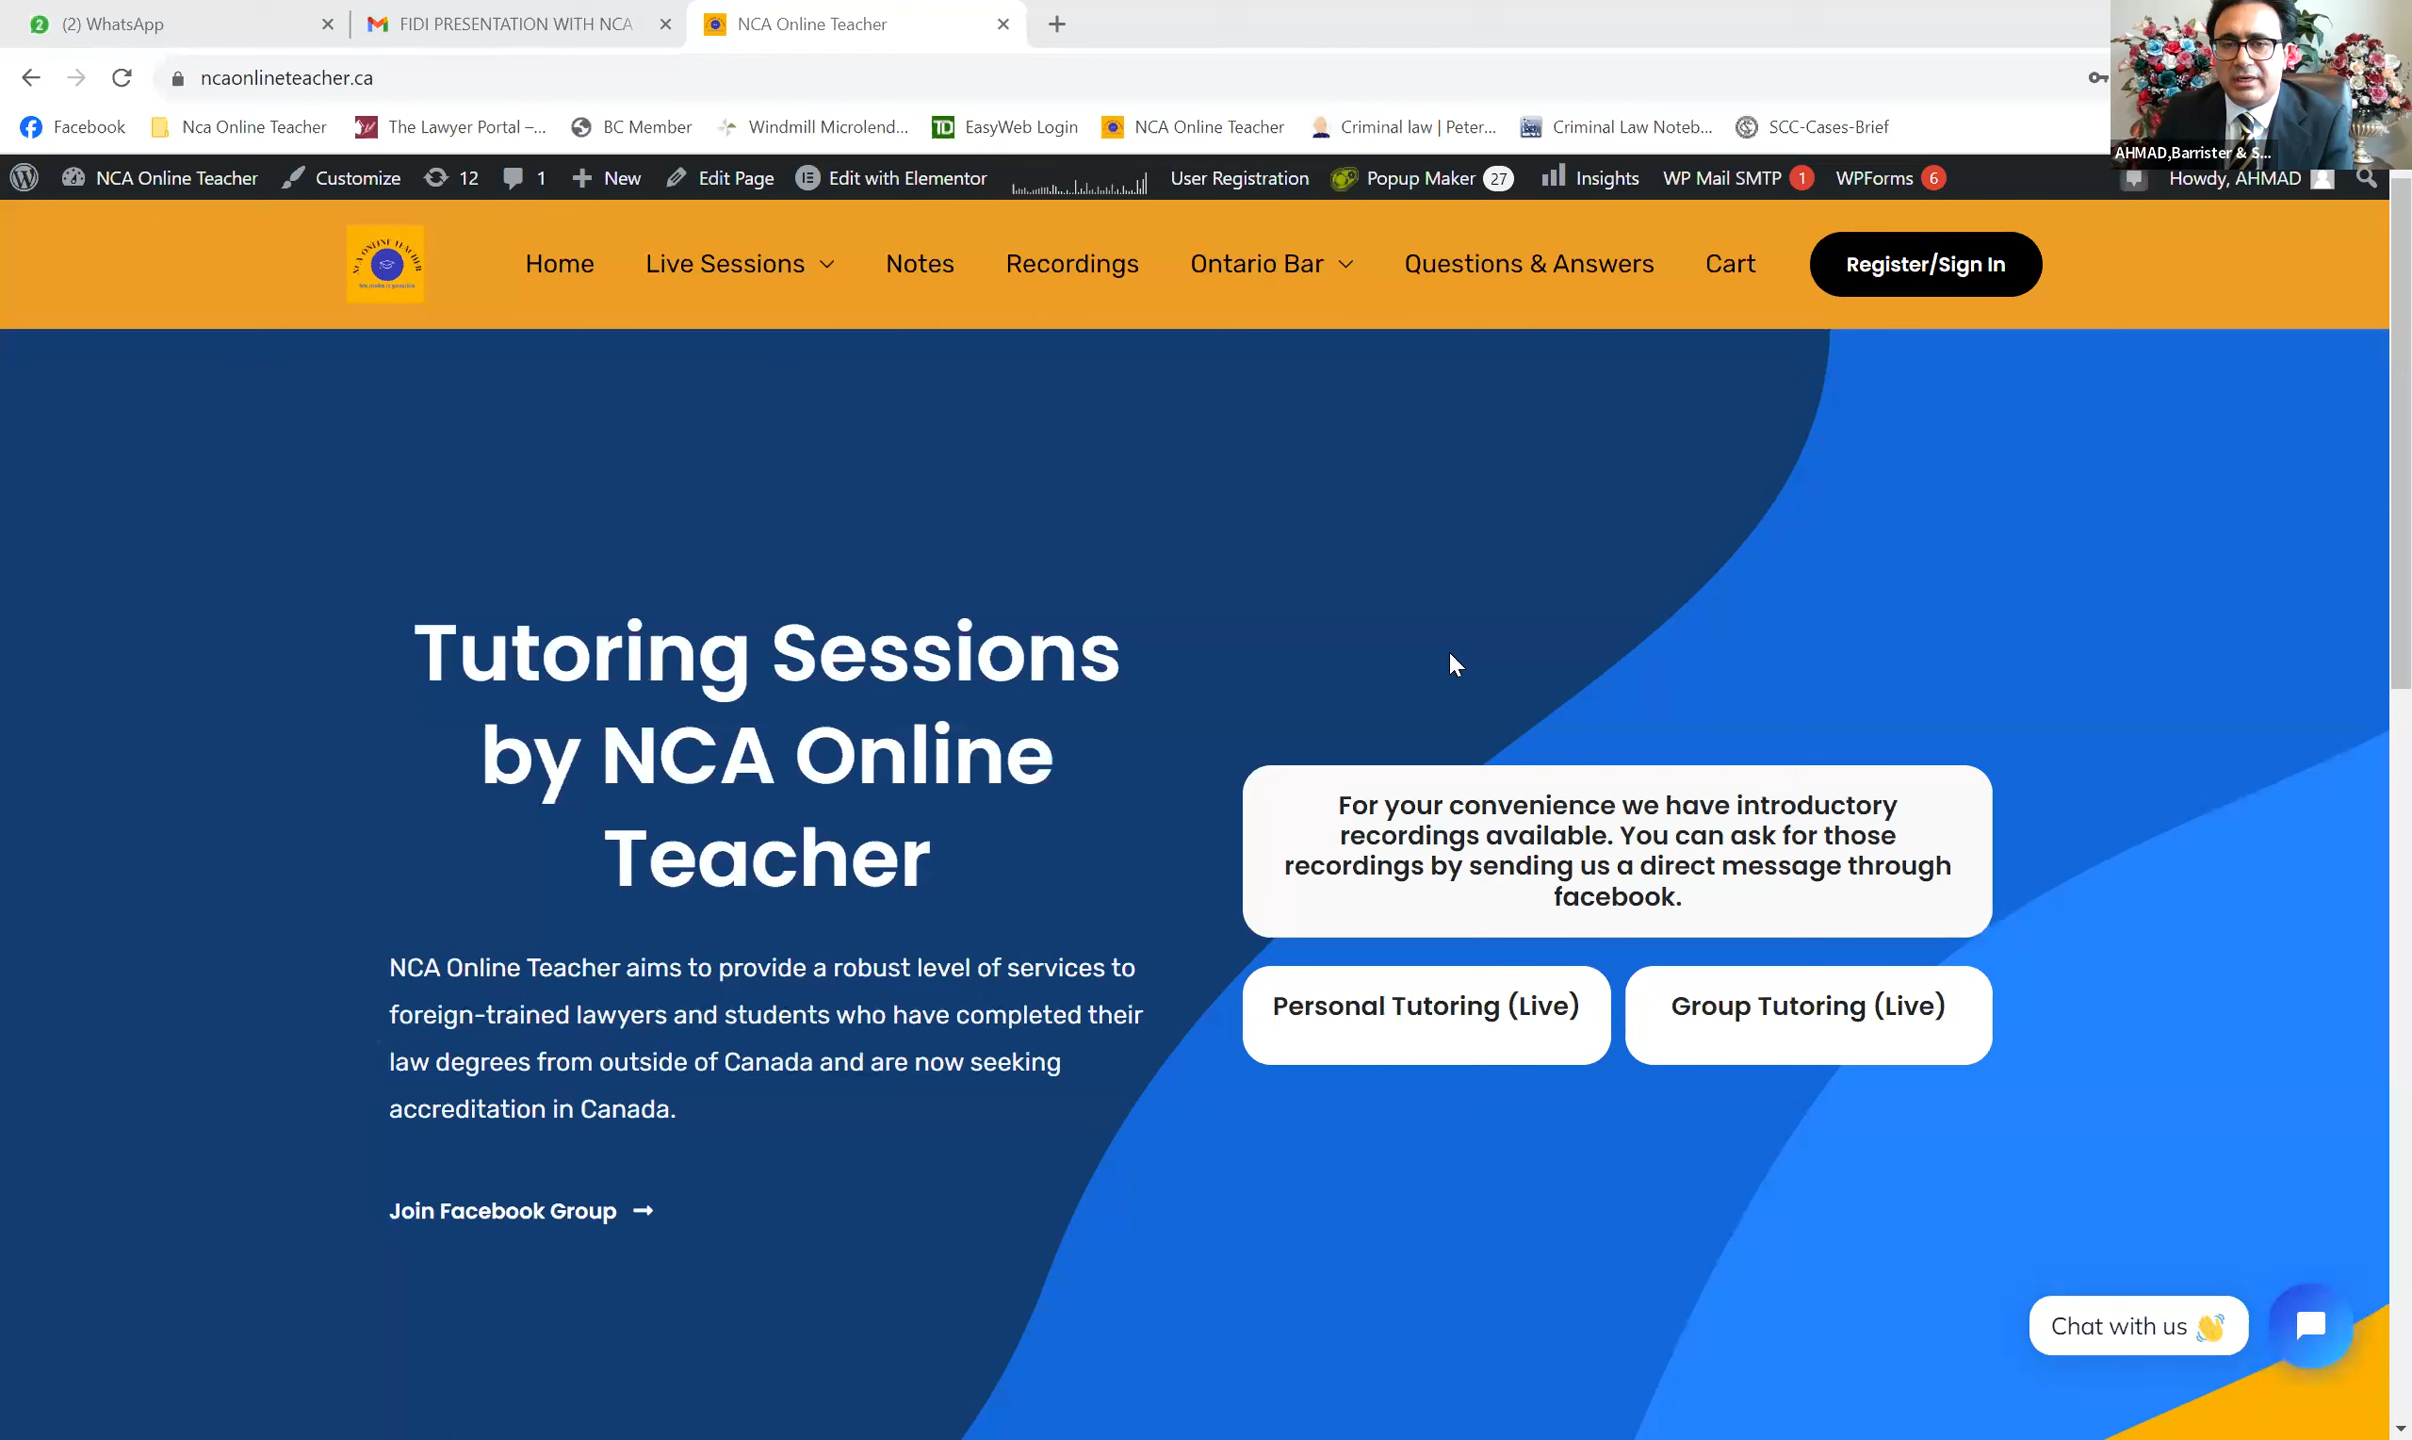 (2) WhatsApp
FIDI PRESENTATION WITH NCA
NCA Online Teacher
ncaonlineteacher.ca
Facebook
Nca Online Teacher
The Lawyer Portal –...
BC Member
Windmill Microlend...
EasyWeb Login
NCA Online Teacher
Criminal law | Peter...
Criminal Law Noteb...
SCC-Cases-Brief
AHMAD,Barrister & S...
NCA Online Teacher
Customize
12
1
New
Edit Page
Edit with Elementor
User Registration
Popup Maker 27
Insights
WP Mail SMTP 1
WPForms 6
Howdy, AHMAD
NCA ONLINE TEACHER
Home
Live Sessions
Notes
Recordings
Ontario Bar
Questions & Answers
Cart
Register/Sign In
Tutoring Sessions
by NCA Online
Teacher
NCA Online Teacher aims to provide a robust level of services to
foreign-trained lawyers and students who have completed their
law degrees from outside of Canada and are now seeking
accreditation in Canada.
Join Facebook Group
For your convenience we have introductory
recordings available. You can ask for those
recordings by sending us a direct message through
facebook.
Personal Tutoring (Live)
Group Tutoring (Live)
Chat with us